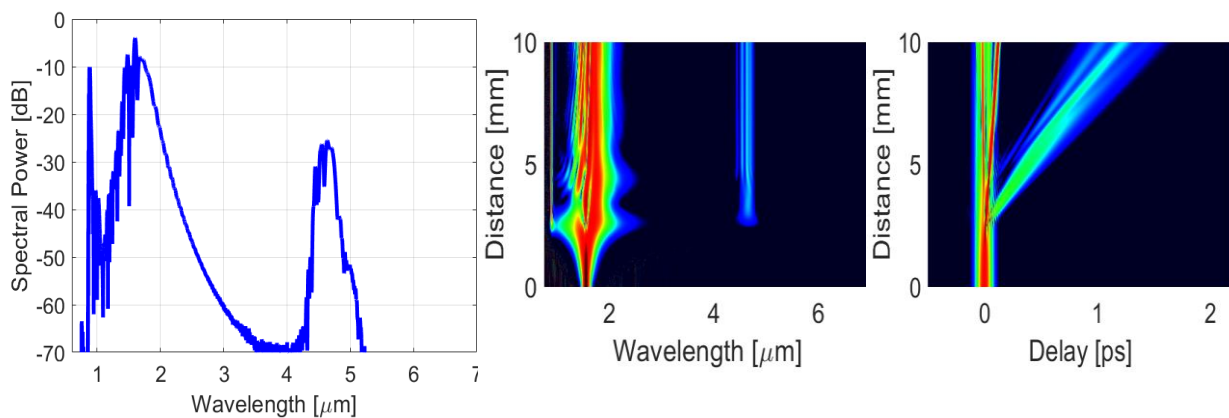 0
-10
-20
-30
-40
-50
-60
-70
Spectral Power [dB]
1 2 3 4 5 6 7
Wavelength [μm]
10
5
0
Distance [mm]
2 4 6
Wavelength [μm]
10
5
0
Distance [mm]
0 1 2
Delay [ps]